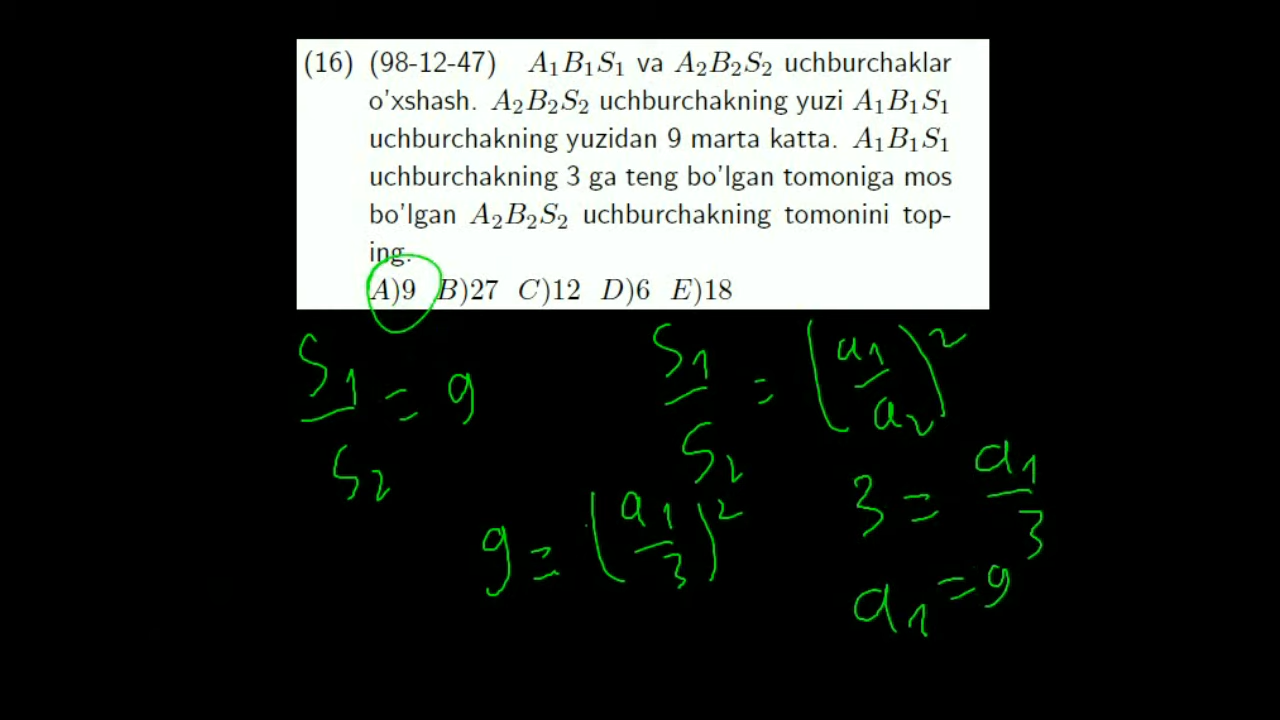 (16) (98-12-47) A₁B₁S₁ va A₂B₂S₂ uchburchaklar
o'xshash. A₂B₂S₂ uchburchakning yuzi A₁B₁S₁
uchburchakning yuzidan 9 marta katta. A₁B₁S₁
uchburchakning 3 ga teng bo'lgan tomoniga mos
bo'lgan A₂B₂S₂ uchburchakning tomonini top-
ing.
A)9 B)27 C)12 D)6 E)18
S₁/S₂ = 9
S₁/S₂ = (a₁/a₂)²
9 = (a₁/3)²
3 = a₁/3
a₁ = 9